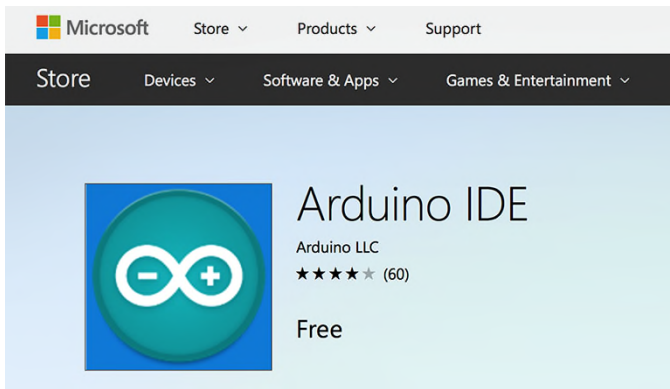 Microsoft Store Products Support
Store Devices Software & Apps Games & Entertainment
Arduino IDE
Arduino LLC
★★★★★ (60)
Free